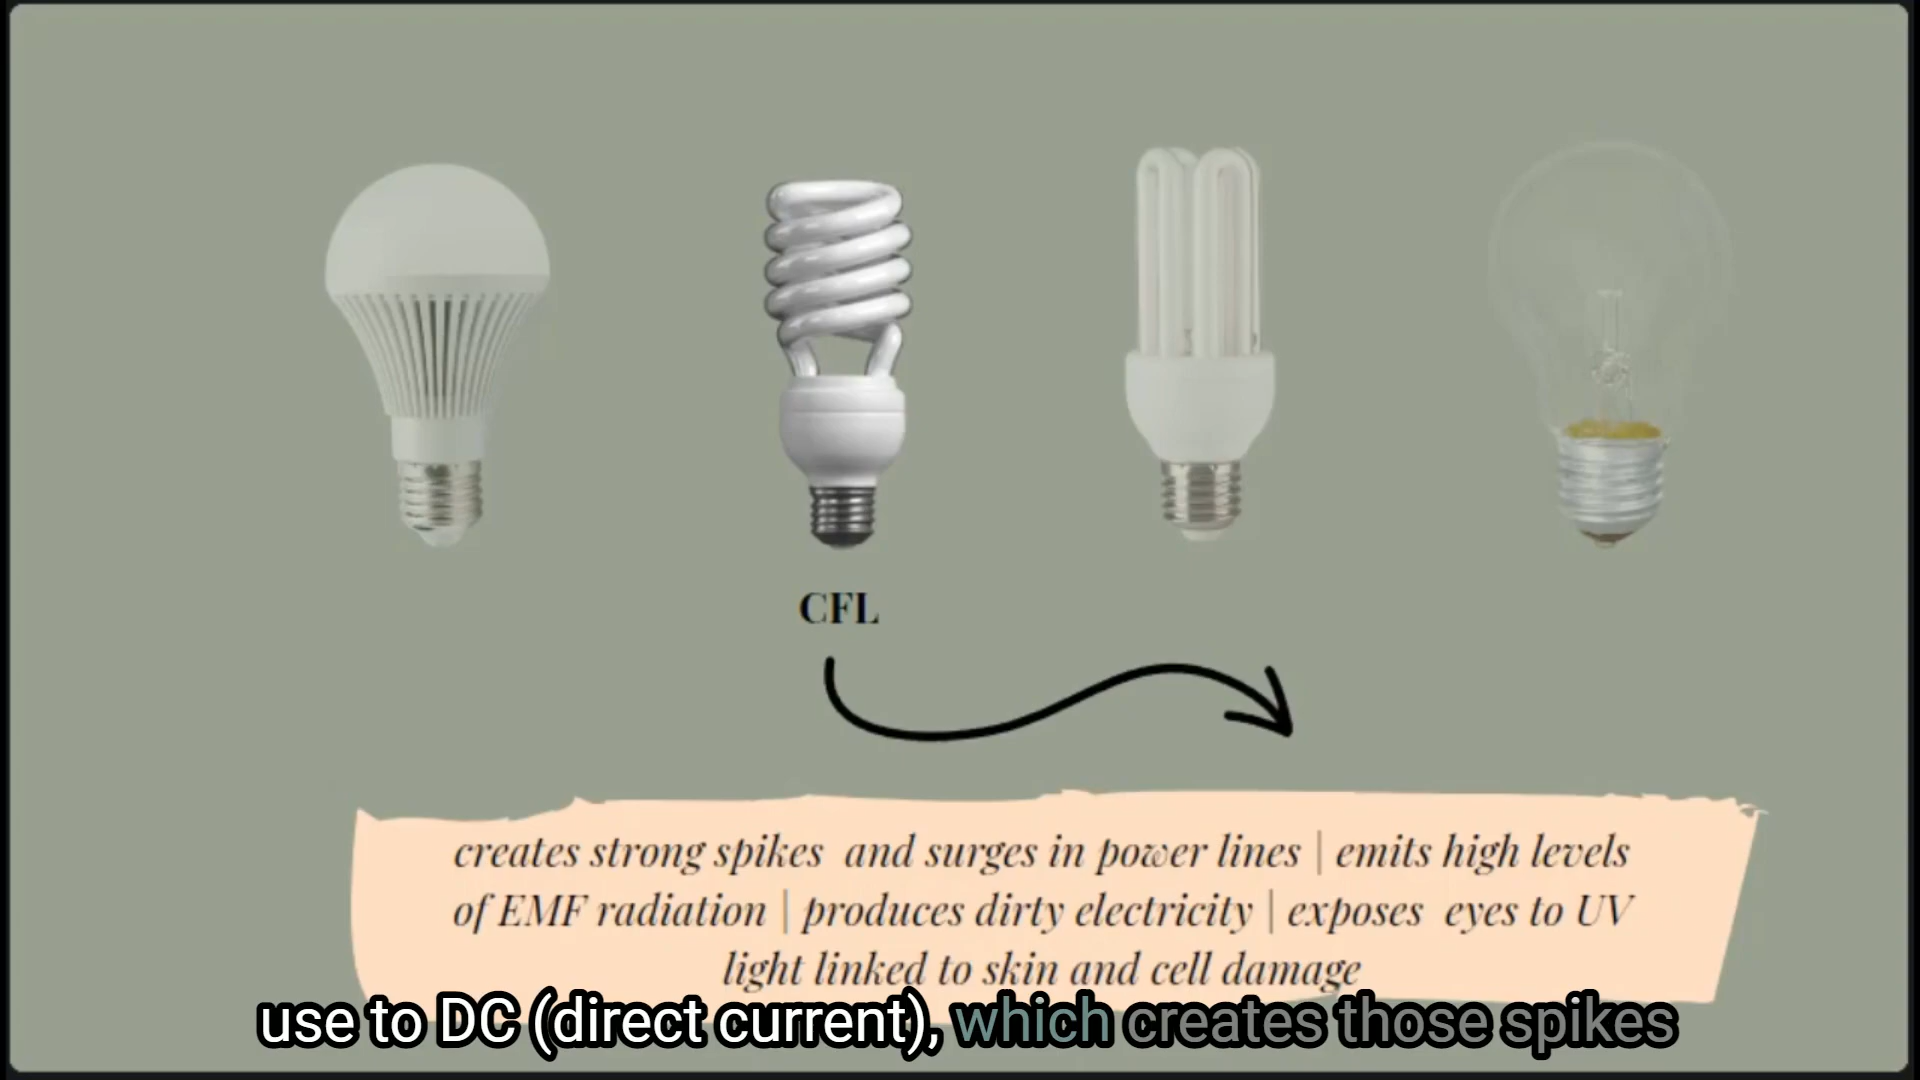 CFL
creates strong spikes and surges in power lines | emits high levels
of EMF radiation | produces dirty electricity | exposes eyes to UV
light linked to skin and cell damage
use to DC (direct current), which creates those spikes